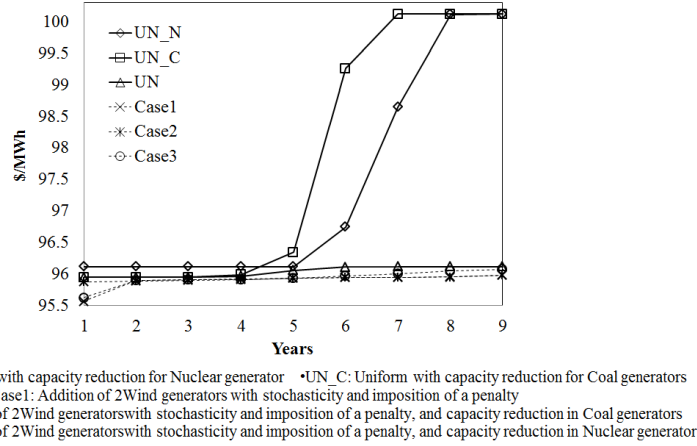 100
99.5
99
98.5
98
97.5
97
96.5
96
95.5
$/MWh
UN_N
UN_C
UN
Case1
Case2
Case3
1 2 3 4 5 6 7 8 9
Years
with capacity reduction for Nuclear generator •UN_C: Uniform with capacity reduction for Coal generators
ase1: Addition of 2Wind generators with stochasticity and imposition of a penalty
of 2Wind generatorswith stochasticity and imposition of a penalty, and capacity reduction in Coal generators
of 2Wind generatorswith stochasticity and imposition of a penalty, and capacity reduction in Nuclear generator